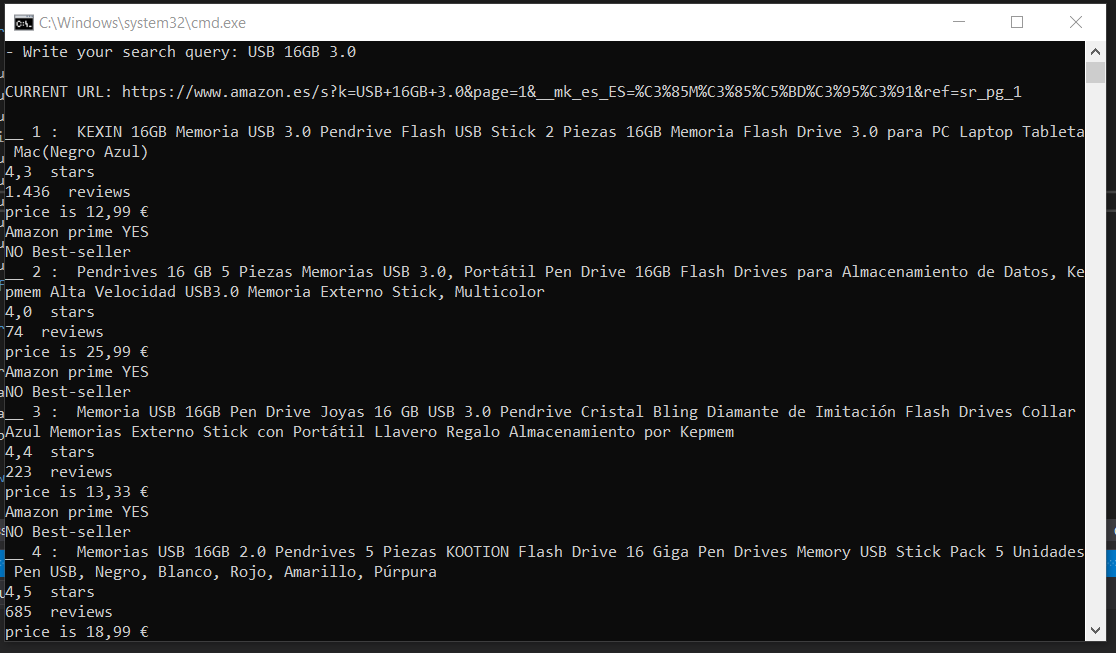 C:\Windows\system32\cmd.exe
- Write your search query: USB 16GB 3.0
CURRENT URL: https://www.amazon.es/s?k=USB+16GB+3.0&page=1&__mk_es_ES=%C3%85M%C3%85%C5%BD%C3%95%C3%91&ref=sr_pg_1
__ 1 :  KEXIN 16GB Memoria USB 3.0 Pendrive Flash USB Stick 2 Piezas 16GB Memoria Flash Drive 3.0 para PC Laptop Tableta
 Mac(Negro Azul)
4,3  stars
1.436  reviews
price is 12,99 €
Amazon prime YES
NO Best-seller
__ 2 :  Pendrives 16 GB 5 Piezas Memorias USB 3.0, Portátil Pen Drive 16GB Flash Drives para Almacenamiento de Datos, Ke
pmem Alta Velocidad USB3.0 Memoria Externo Stick, Multicolor
4,0  stars
74  reviews
price is 25,99 €
Amazon prime YES
NO Best-seller
__ 3 :  Memoria USB 16GB Pen Drive Joyas 16 GB USB 3.0 Pendrive Cristal Bling Diamante de Imitación Flash Drives Collar
Azul Memorias Externo Stick con Portátil Llavero Regalo Almacenamiento por Kepmem
4,4  stars
223  reviews
price is 13,33 €
Amazon prime YES
NO Best-seller
__ 4 :  Memorias USB 16GB 2.0 Pendrives 5 Piezas KOOTION Flash Drive 16 Giga Pen Drives Memory USB Stick Pack 5 Unidades
 Pen USB, Negro, Blanco, Rojo, Amarillo, Púrpura
4,5  stars
685  reviews
price is 18,99 €